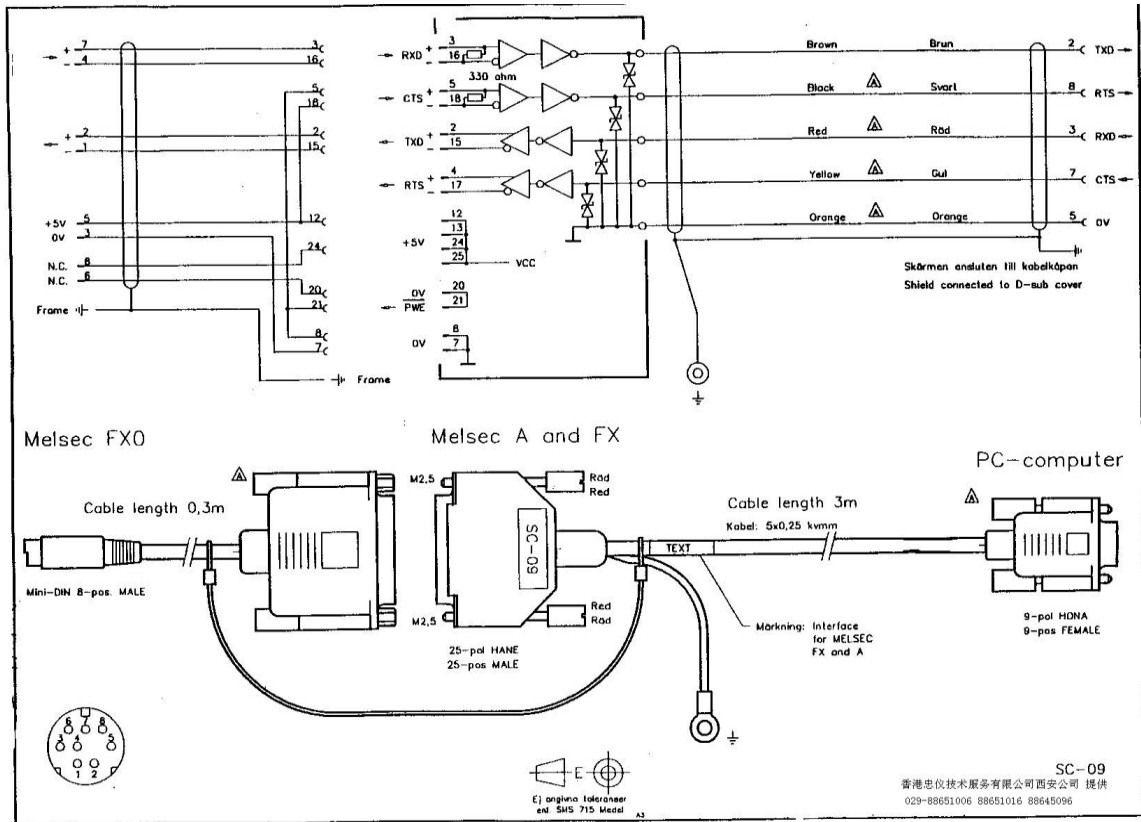 + 7
- 4
3
16
5
18
+ 2
- 1
2
15
+5V 5
0V 3
N.C. 8
N.C. 6
12
24
20
21
8
7
Frame
Frame
RXD + 3
- 16
330 ohm
CTS + 5
- 18
TXD + 2
- 15
RTS + 4
- 17
12
13
+5V 24
25
VCC
0V 20
PWE 21
8
0V 7
Brown Brun 2 TXD
Black A Svart 8 RTS
Red A Röd 3 RXD
Yellow A Gul 7 CTS
Orange A Orange 5 0V
Skärmen ansluten till kabelkåpan
Shield connected to D-sub cover
Melsec FX0
Melsec A and FX
PC-computer
A
Cable length 0,3m
M2,5
Röd
Red
Cable length 3m
Kabel: 5x0,25 kvmm
A
SC-09
TEXT
Mini-DIN 8-pos. MALE
M2,5
Red
Röd
25-pol HANE
25-pos MALE
Märkning: Interface
for MELSEC
FX and A
9-pol HONA
9-pos FEMALE
6 7 8
3 4 5
1 2
E
Ej angivna toleranser
enl. SMS 715 Medel
A3
SC-09
香港忠仪技术服务有限公司西安公司 提供
029-88651006 88651016 88645096